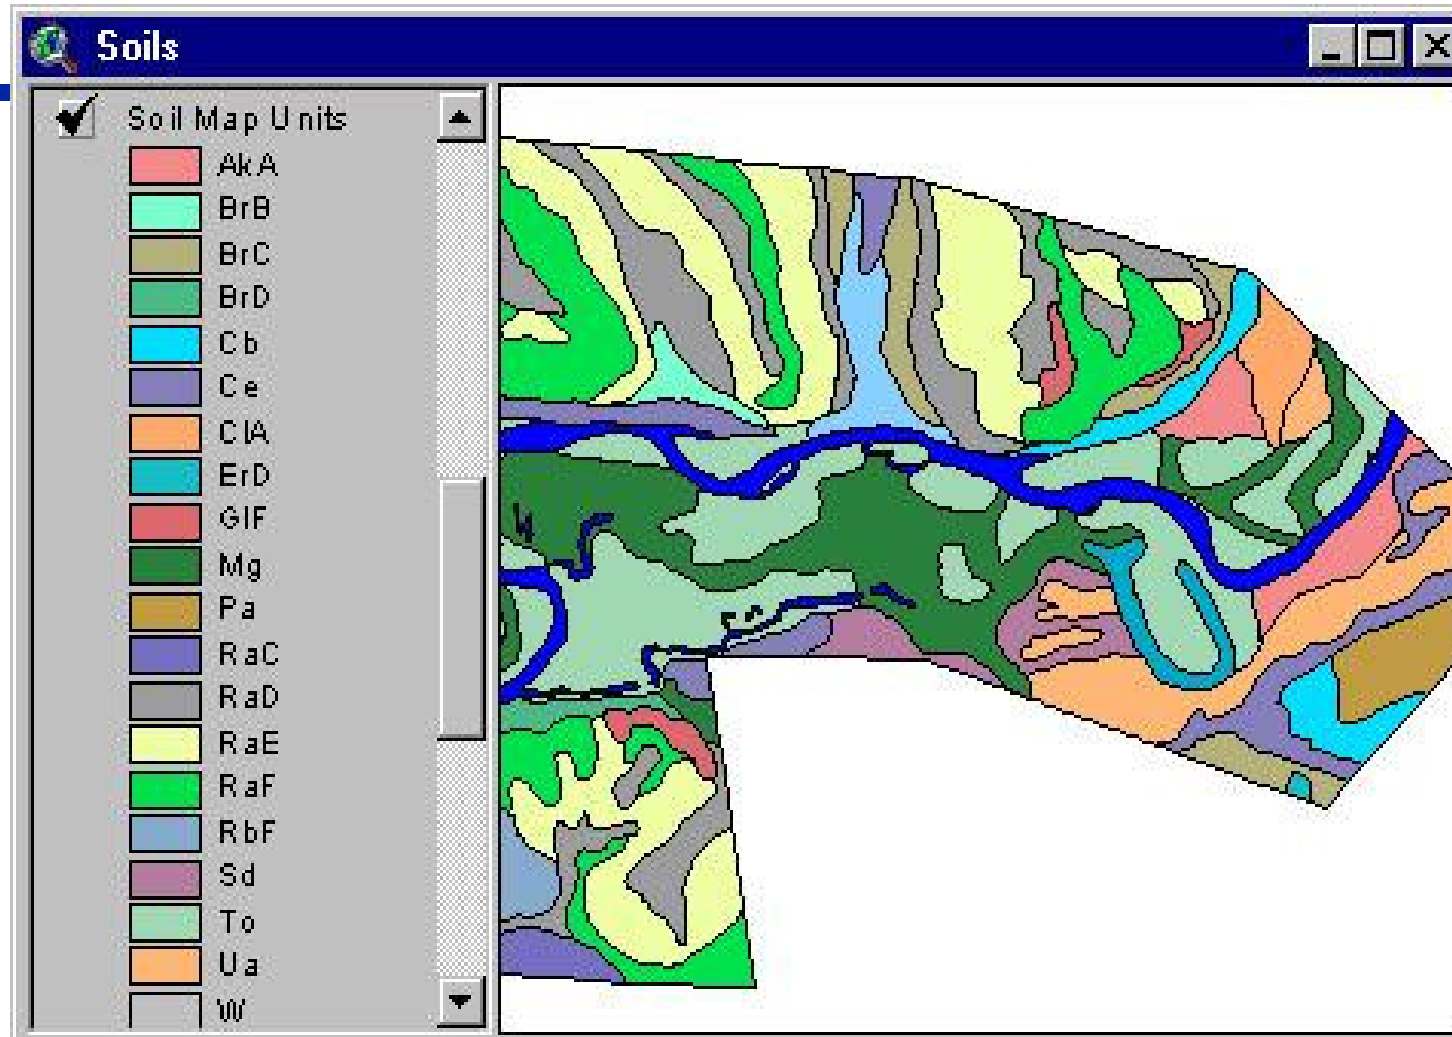 Soils
Soil Map Units
AkA
BrB
BrC
BrD
Cb
Ce
ClA
ErD
GlF
Mg
Pa
RaC
RaD
RaE
RaF
RbF
Sd
To
Ua
W